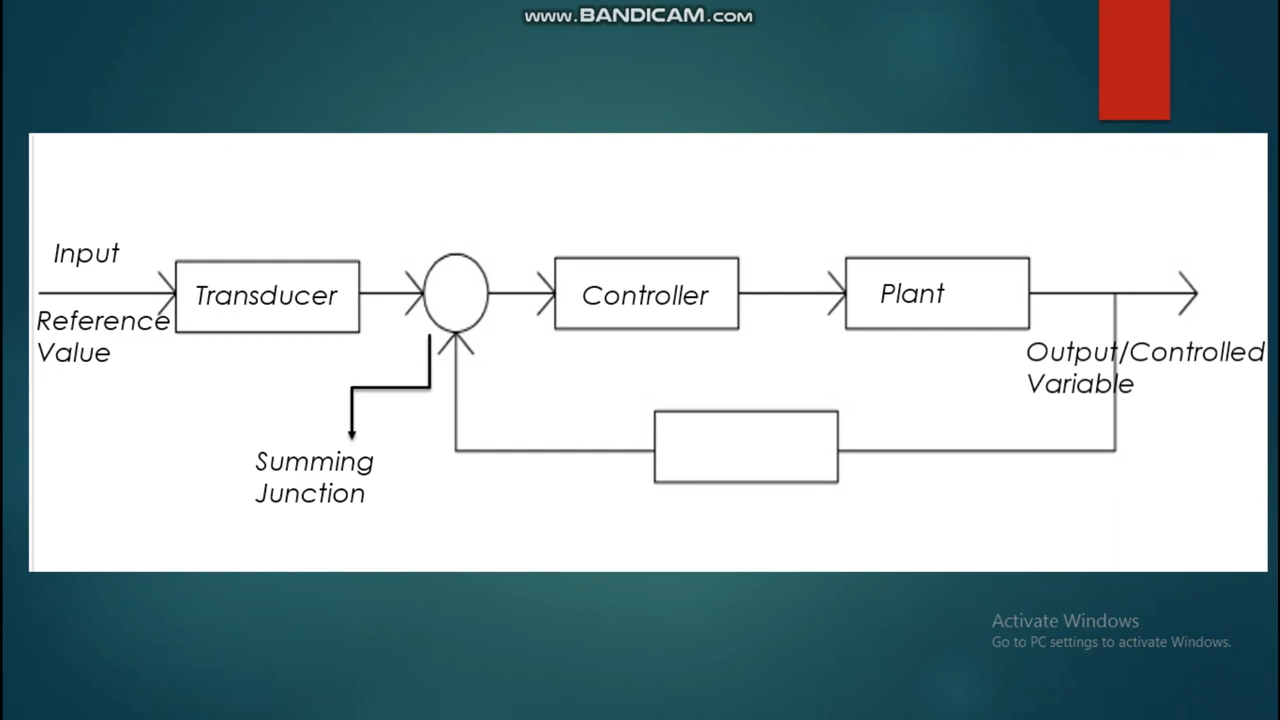 www.BANDICAM.com
Input
Reference
Value
Transducer
Controller
Plant
Output/Controlled
Variable
Summing
Junction
Activate Windows
Go to PC settings to activate Windows.